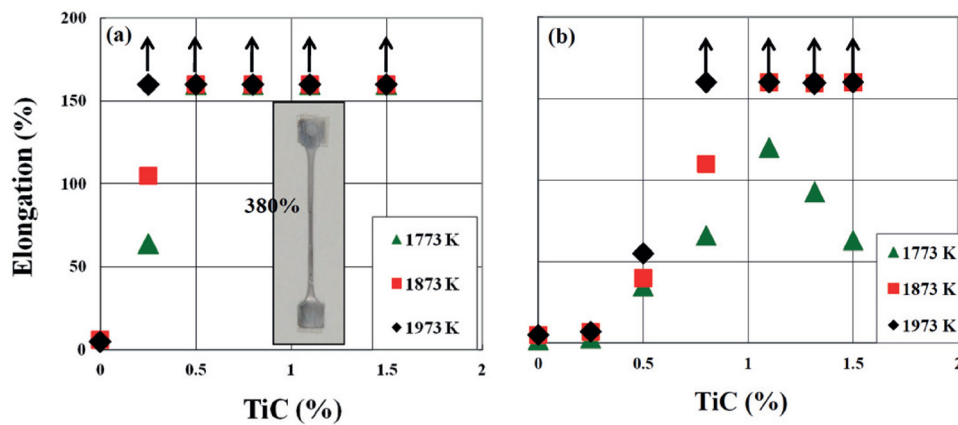 (a)
200
150
100
50
0
Elongation (%)
380%
1773 K
1873 K
1973 K
0 0.5 1 1.5 2
TiC (%)
(b)
1773 K
1873 K
1973 K
0 0.5 1 1.5 2
TiC (%)